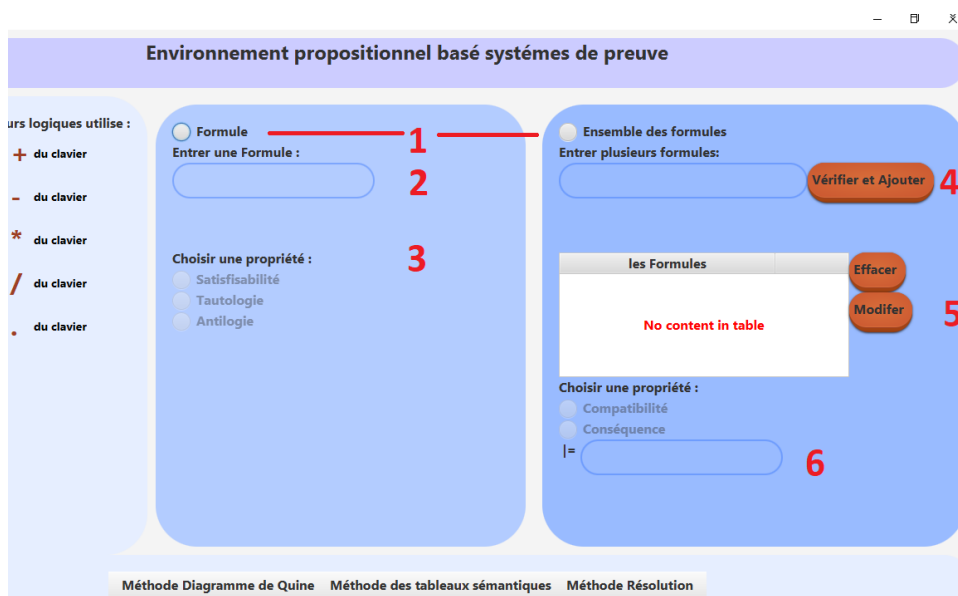 Environnement propositionnel basé systémes de preuve
urs logiques utilise :
+ du clavier
- du clavier
* du clavier
/ du clavier
. du clavier
Formule
1
Entrer une Formule :
2
Choisir une propriété :
3
Satisfisabilité
Tautologie
Antilogie
Ensemble des formules
Entrer plusieurs formules:
Vérifier et Ajouter
4
les Formules
Effacer
Modifer
5
No content in table
Choisir une propriété :
Compatibilité
Conséquence
|=
6
Méthode Diagramme de Quine Méthode des tableaux sémantiques Méthode Résolution